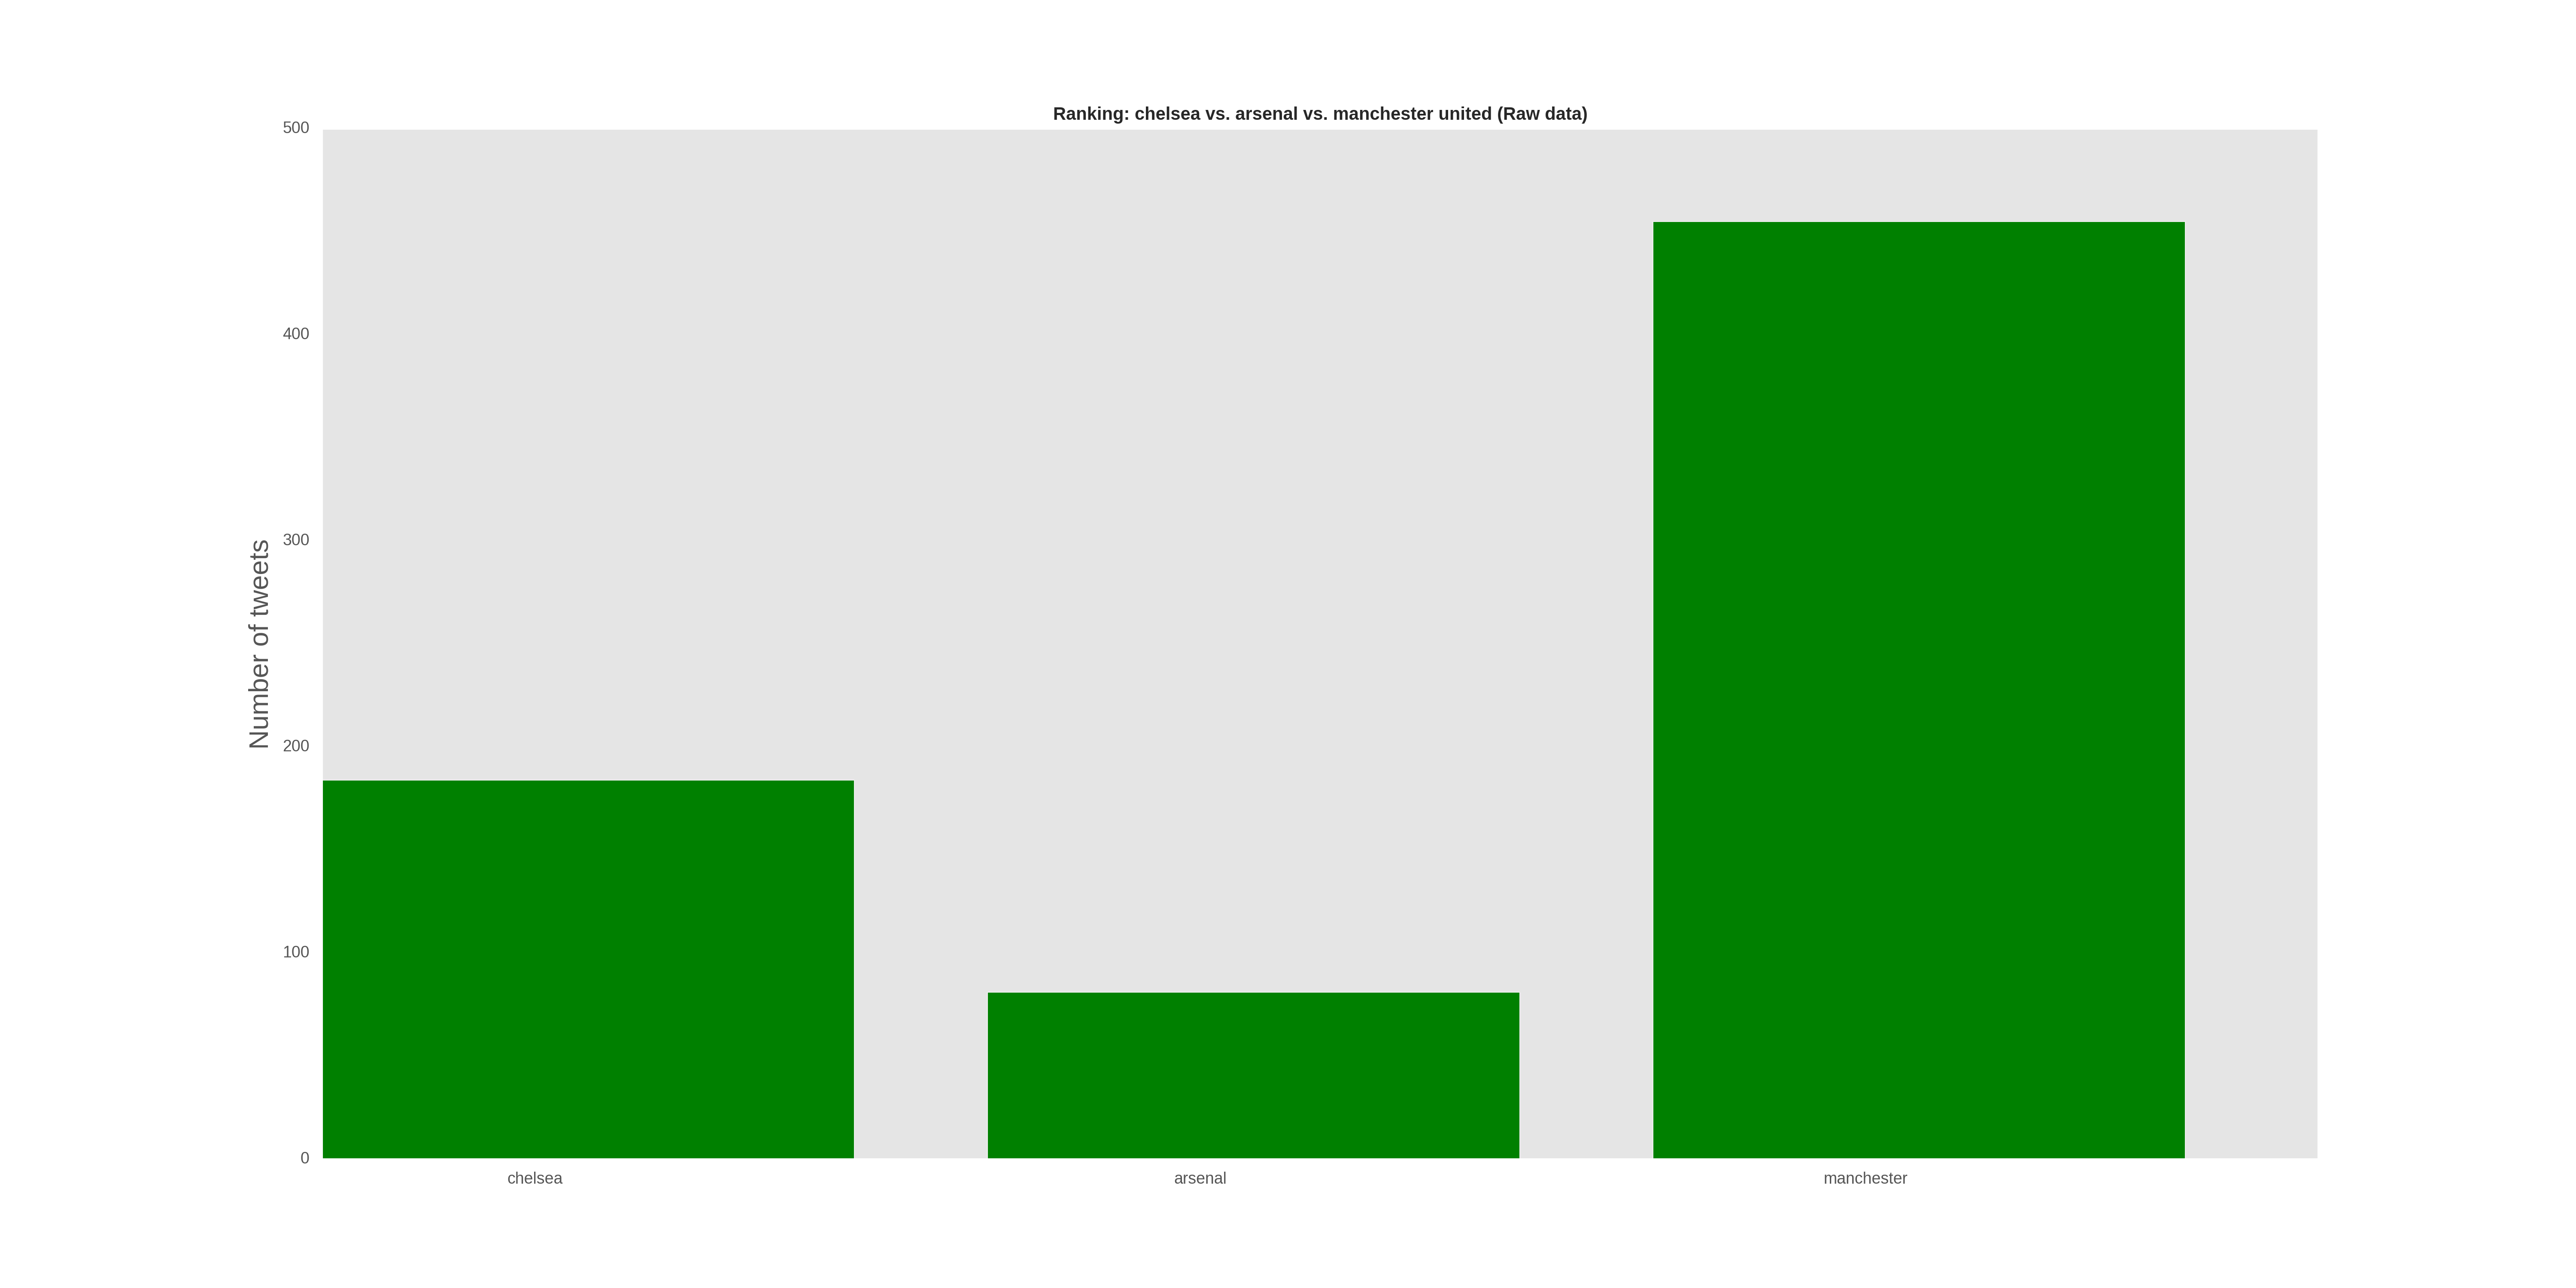 Ranking: chelsea vs. arsenal vs. manchester united (Raw data)
500
400
300
200
100
0
Number of tweets
chelsea
arsenal
manchester